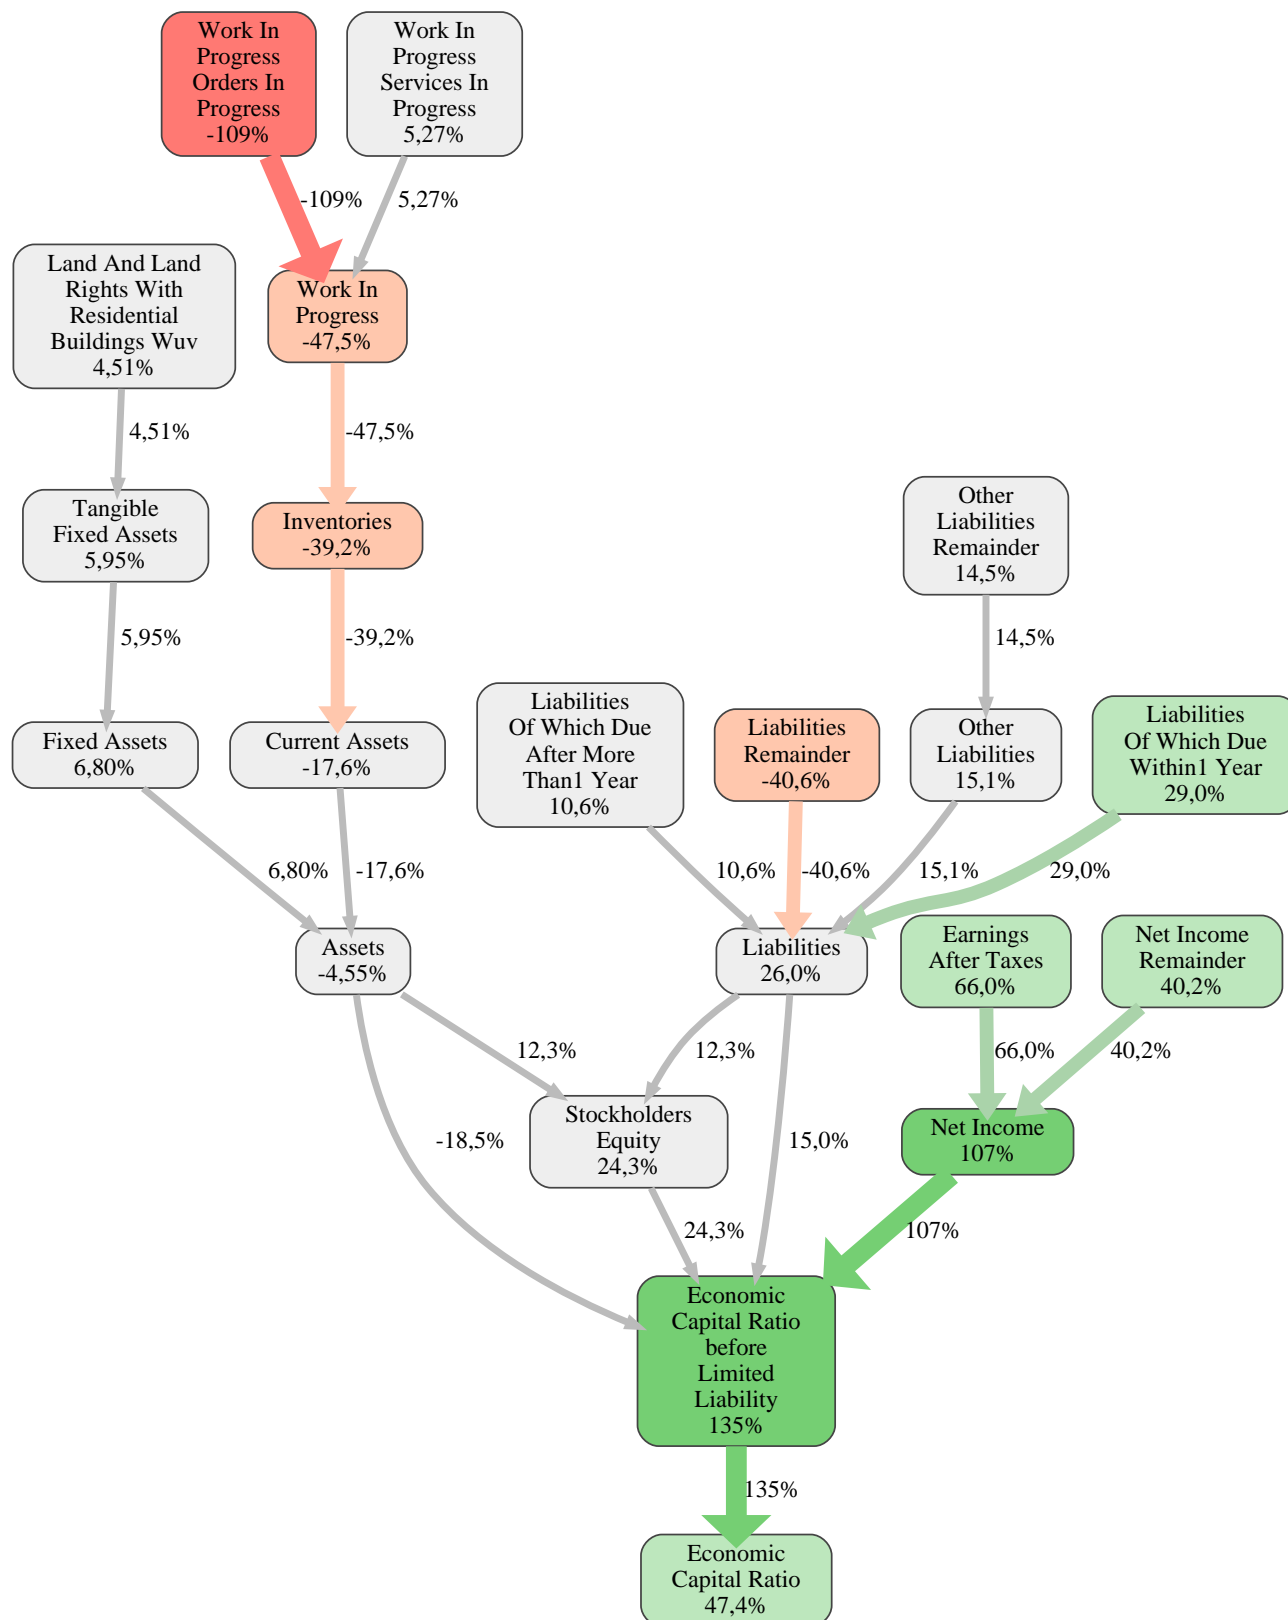 Work In
Progress
Orders In
Progress
-109%
Work In
Progress
Services In
Progress
5,27%
-109%
5,27%
Land And Land
Rights With
Residential
Buildings Wuv
4,51%
Work In
Progress
-47,5%
4,51%
-47,5%
Tangible
Fixed Assets
5,95%
Inventories
-39,2%
Other
Liabilities
Remainder
14,5%
5,95%
-39,2%
14,5%
Fixed Assets
6,80%
Current Assets
-17,6%
Liabilities
Of Which Due
After More
Than1 Year
10,6%
Liabilities
Remainder
-40,6%
Other
Liabilities
15,1%
Liabilities
Of Which Due
Within1 Year
29,0%
6,80%
-17,6%
10,6%
-40,6%
15,1%
29,0%
Assets
-4,55%
Liabilities
26,0%
Earnings
After Taxes
66,0%
Net Income
Remainder
40,2%
12,3%
12,3%
66,0%
40,2%
Stockholders
Equity
24,3%
Net Income
107%
-18,5%
15,0%
24,3%
107%
Economic
Capital Ratio
before
Limited
Liability
135%
135%
Economic
Capital Ratio
47,4%